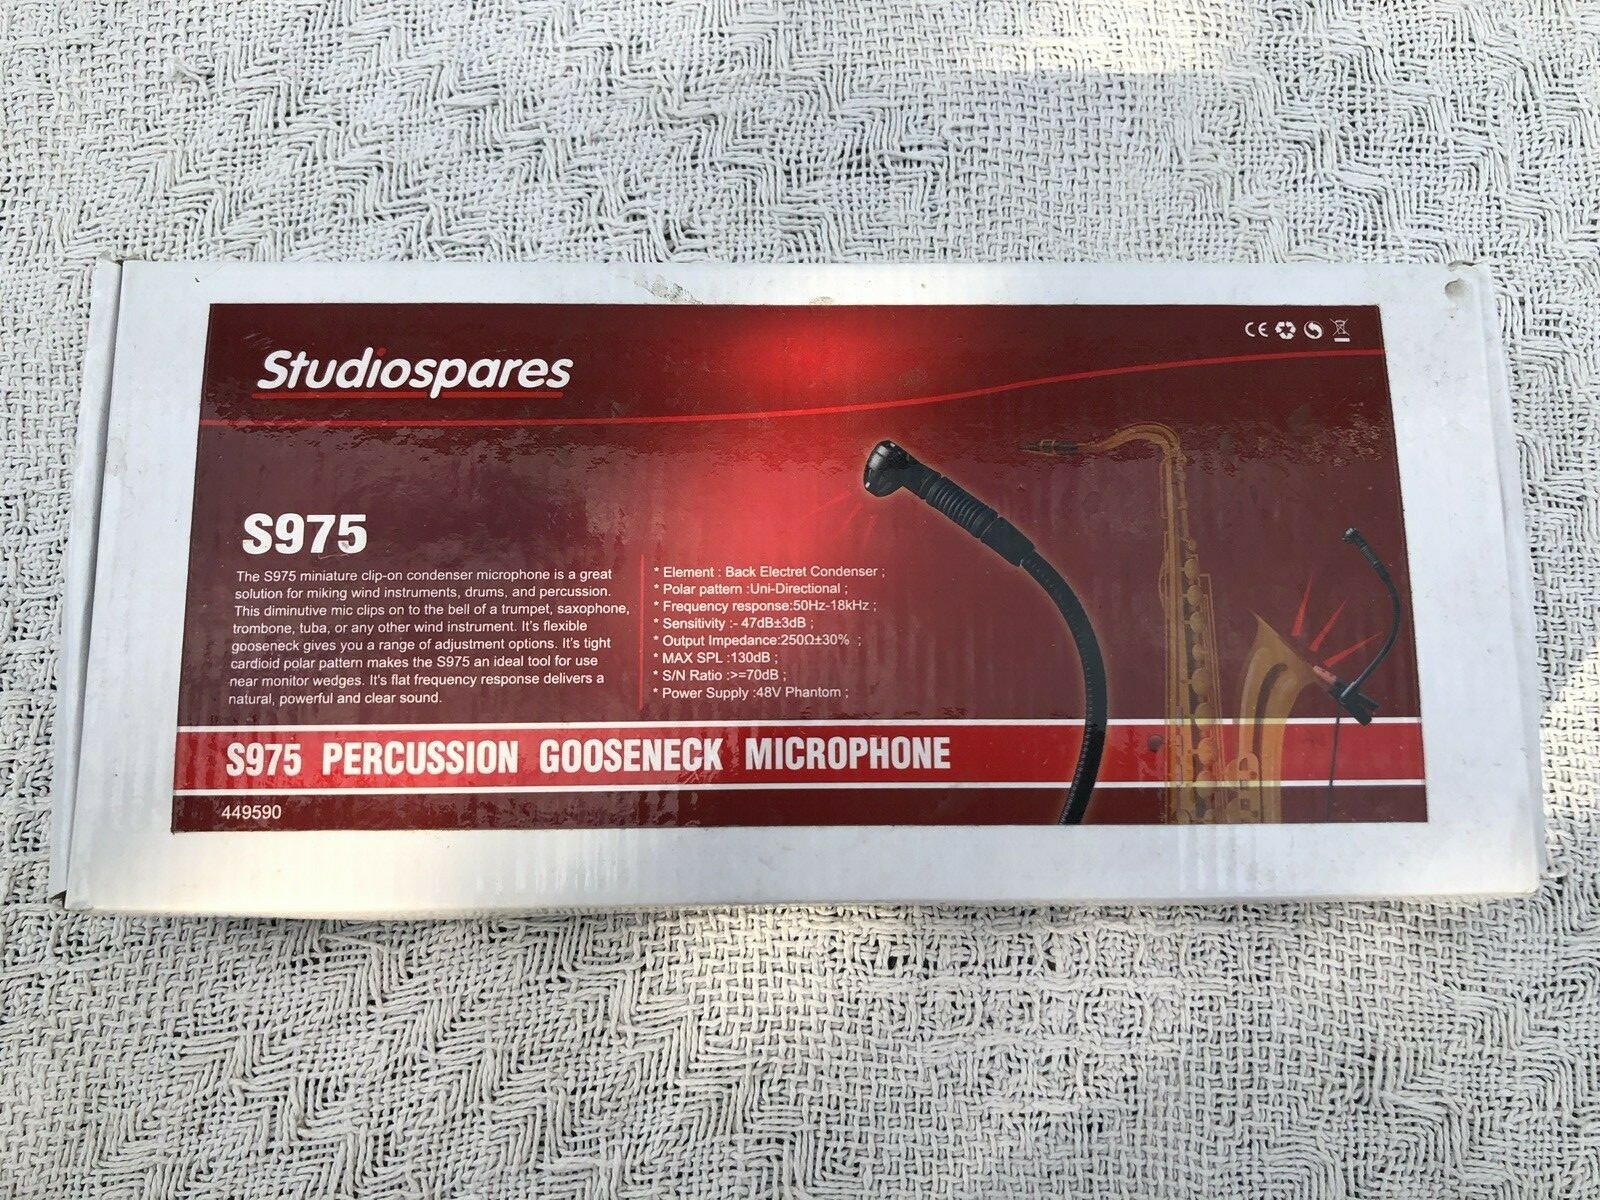 Studiospares
CE
S975
The S975 miniature clip-on condenser microphone is a great
solution for miking wind instruments, drums, and percussion.
This diminutive mic clips on to the bell of a trumpet, saxophone,
trombone, tuba, or any other wind instrument. It's flexible
gooseneck gives you a range of adjustment options. It's tight
cardioid polar pattern makes the S975 an ideal tool for use
near monitor wedges. It's flat frequency response delivers a
natural, powerful and clear sound.
* Element : Back Electret Condenser ;
* Polar pattern :Uni-Directional ;
* Frequency response:50Hz-18kHz ;
* Sensitivity :- 47dB±3dB ;
* Output Impedance:250Ω±30% ;
* MAX SPL :130dB ;
* S/N Ratio :>=70dB ;
* Power Supply :48V Phantom ;
S975 PERCUSSION GOOSENECK MICROPHONE
449590